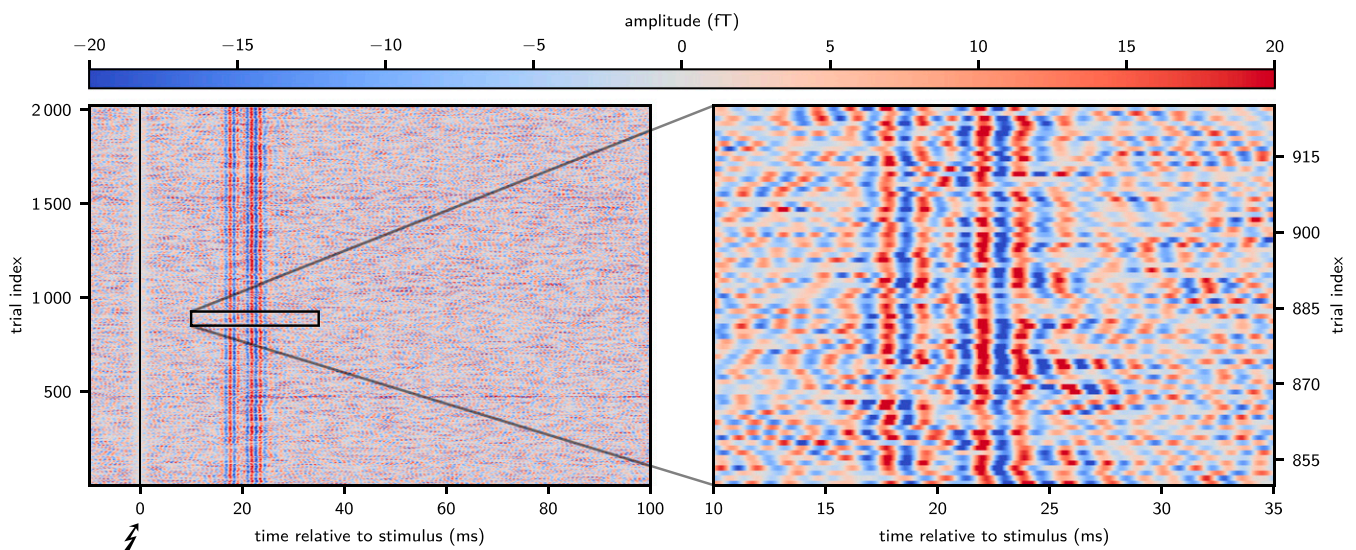 amplitude (fT)
−20 −15 −10 −5 0 5 10 15 20
trial index
2 000
1 500
1 000
500
0 20 40 60 80 100
time relative to stimulus (ms)
915
900
885
870
855
trial index
10 15 20 25 30 35
time relative to stimulus (ms)